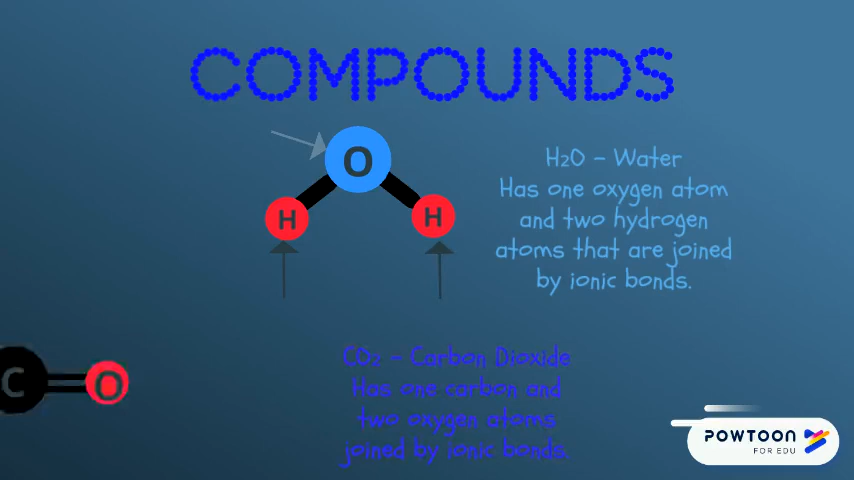 COMPOUNDS
O
H
H
H2O - Water
Has one oxygen atom
and two hydrogen
atoms that are joined
by ionic bonds.
C
O
CO2 - Carbon Dioxide
Has one carbon and
two oxygen atoms
joined by ionic bonds.
POWTOON
FOR EDU